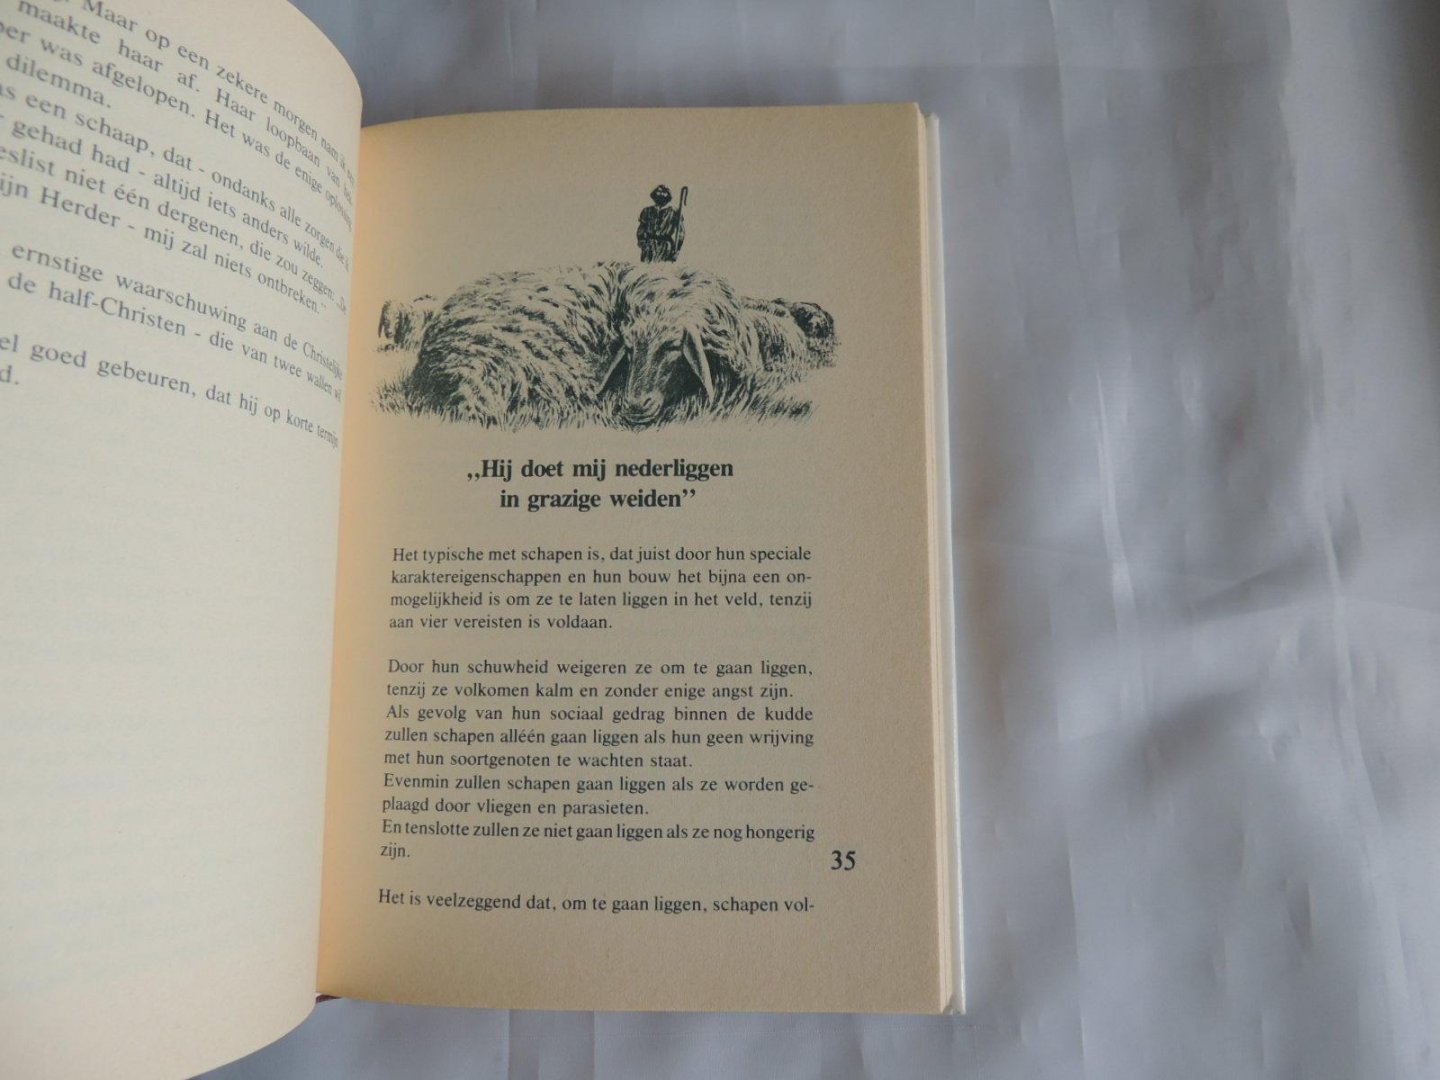 Maar op een zekere morgen nam ik een
maakte haar af. Haar loopbaan van
was afgelopen. Het was de enige oplossing
dilemma.
een schaap, dat - ondanks alle zorgen die
gehad had - altijd iets anders wilde.
niet één dergenen, die zou zeggen: „De
Herder - mij zal niets ontbreken.”
ernstige waarschuwing aan de Christelijke
de half-Christen - die van twee wallen wil
goed gebeuren, dat hij op korte termijn
„Hij doet mij nederliggen
in grazige weiden”
Het typische met schapen is, dat juist door hun speciale
karaktereigenschappen en hun bouw het bijna een on-
mogelijkheid is om ze te laten liggen in het veld, tenzij
aan vier vereisten is voldaan.
Door hun schuwheid weigeren ze om te gaan liggen,
tenzij ze volkomen kalm en zonder enige angst zijn.
Als gevolg van hun sociaal gedrag binnen de kudde
zullen schapen alléén gaan liggen als hun geen wrijving
met hun soortgenoten te wachten staat.
Evenmin zullen schapen gaan liggen als ze worden ge-
plaagd door vliegen en parasieten.
En tenslotte zullen ze niet gaan liggen als ze nog hongerig
zijn.
35
Het is veelzeggend dat, om te gaan liggen, schapen vol-